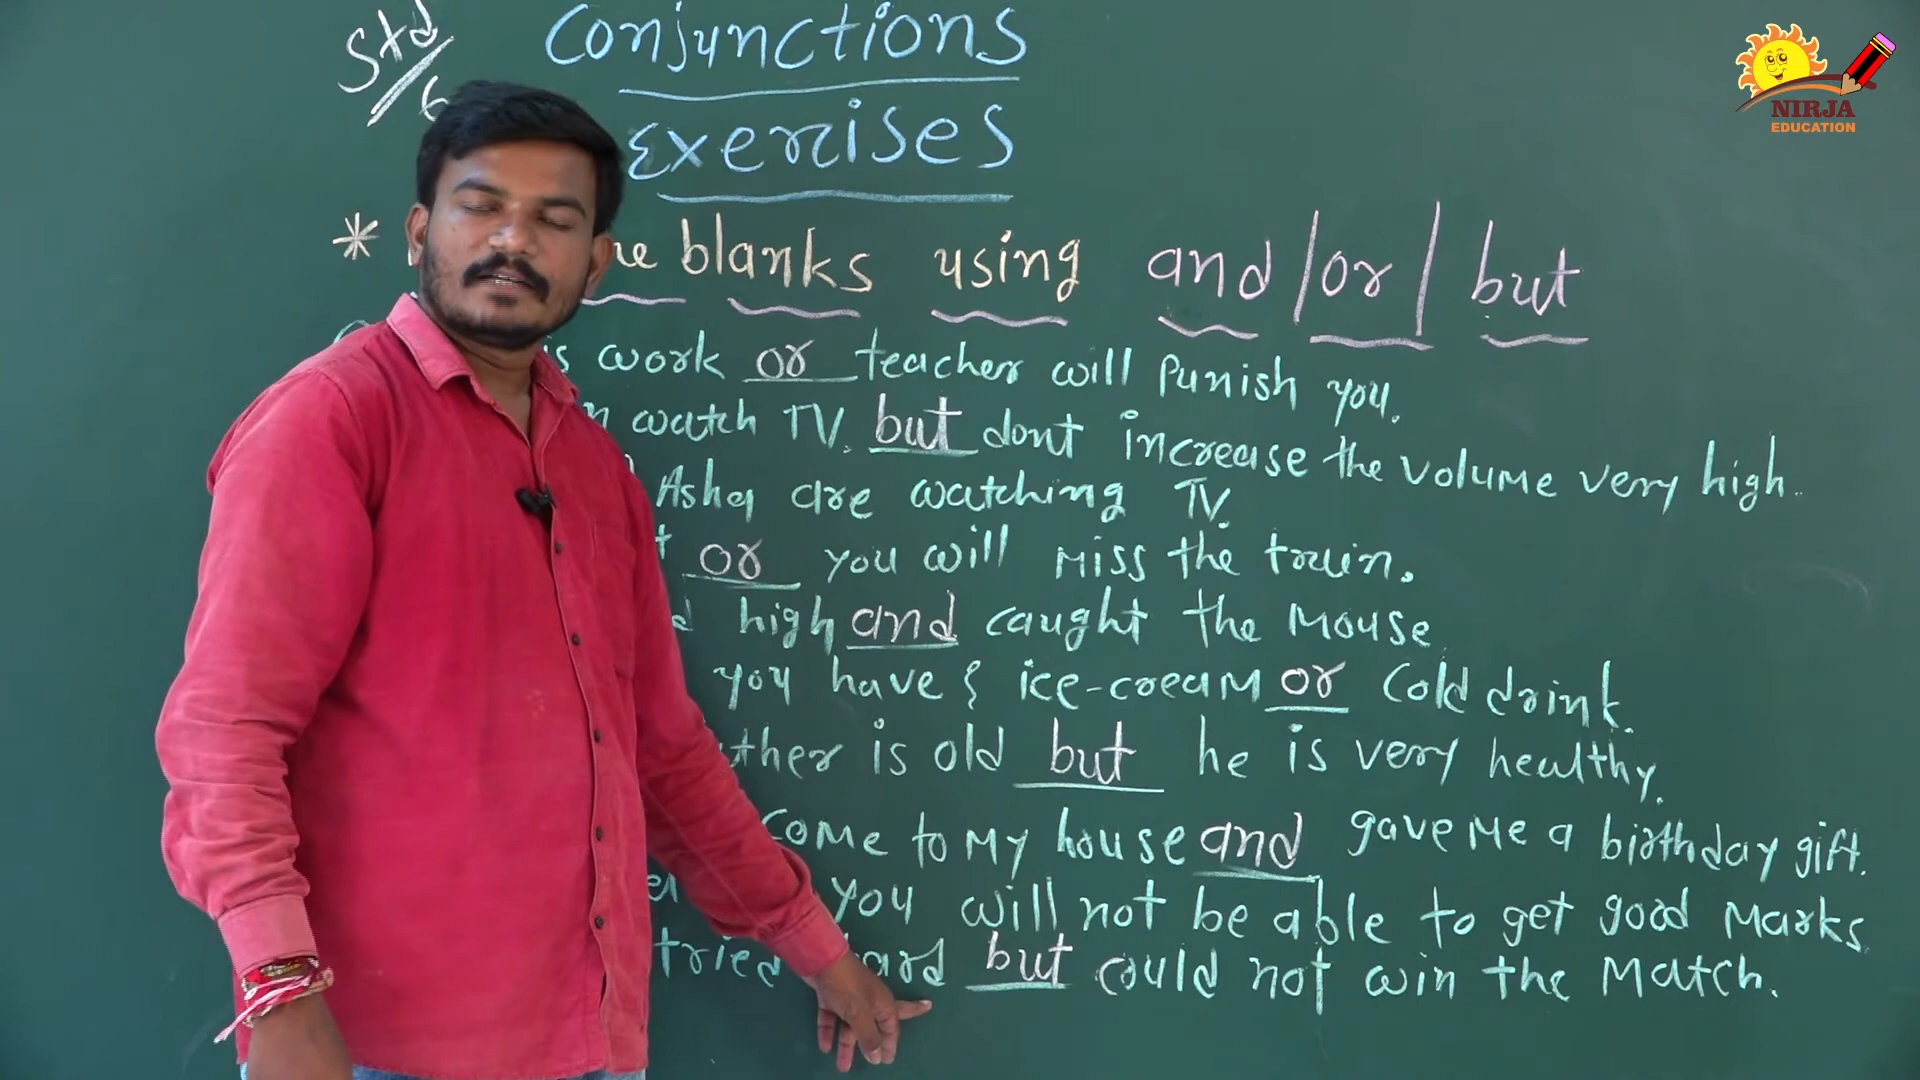 Std/6
Conjunctions
Exercises
* blanks using and/or/but
is work or teacher will punish you.
watch TV. but dont increase the volume very high.
Asha are watching TV.
or you will miss the train.
high and caught the Mouse.
you have { ice-cream or cold drink.
is old but he is very healthy.
come to my house and gave me a birthday gift.
you will not be able to get good marks
tried hard but could not win the match.
NIRJA
EDUCATION